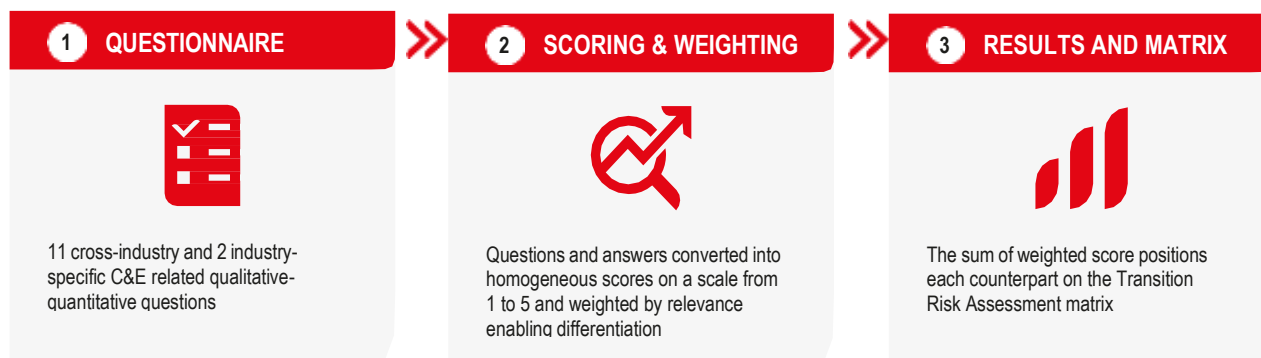 1 QUESTIONNAIRE
11 cross-industry and 2 industry-
specific C&E related qualitative-
quantitative questions
2 SCORING & WEIGHTING
Questions and answers converted into
homogeneous scores on a scale from
1 to 5 and weighted by relevance
enabling differentiation
3 RESULTS AND MATRIX
The sum of weighted score positions
each counterpart on the Transition
Risk Assessment matrix